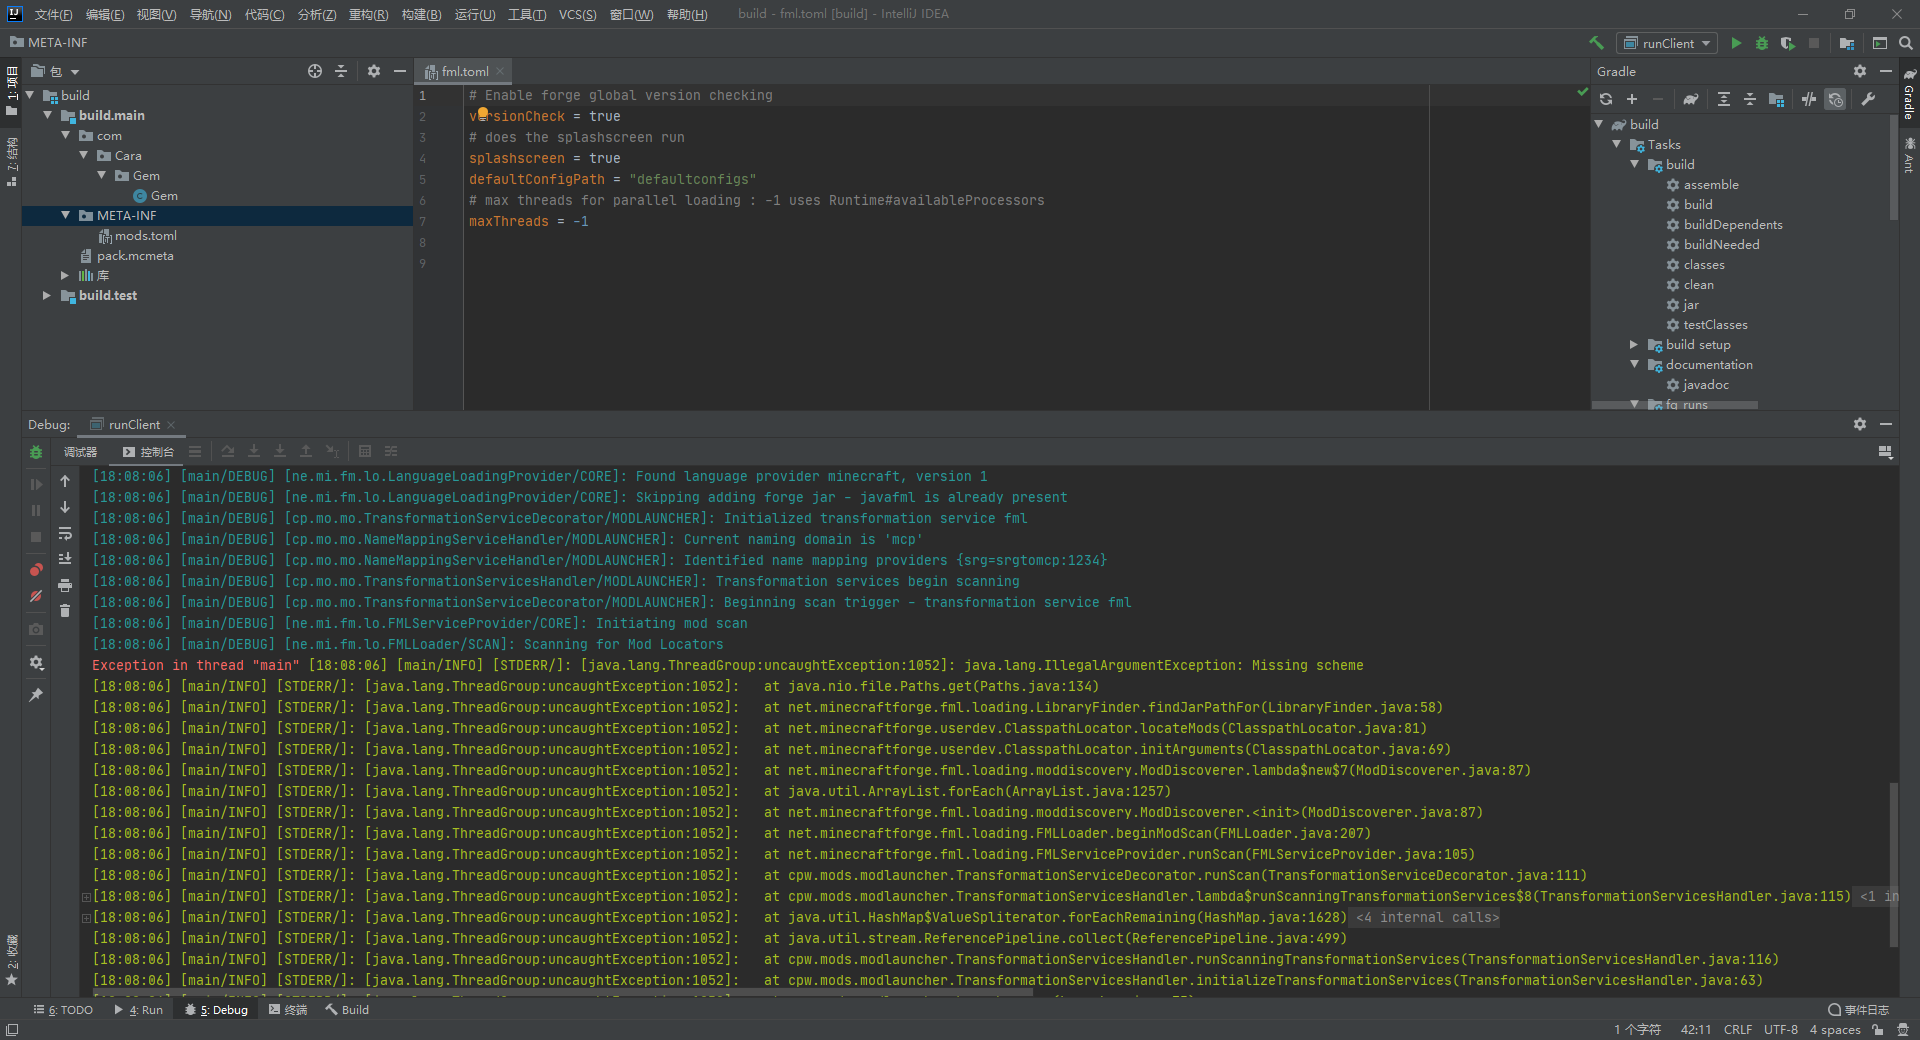 文件(F) 编辑(E) 视图(V) 导航(N) 代码(C) 分析(Z) 重构(R) 构建(B) 运行(U) 工具(T) VCS(S) 窗口(W) 帮助(H) build - fml.toml [build] - IntelliJ IDEA
META-INF
runClient
1: 项目
7: 结构
2: 收藏
包
build
build.main
com
Cara
Gem
Gem
META-INF
mods.toml
pack.mcmeta
库
build.test
fml.toml
1 # Enable forge global version checking
2 versionCheck = true
3 # does the splashscreen run
4 splashscreen = true
5 defaultConfigPath = "defaultconfigs"
6 # max threads for parallel loading : -1 uses Runtime#availableProcessors
7 maxThreads = -1
8
9
Gradle
build
Tasks
build
assemble
build
buildDependents
buildNeeded
classes
clean
jar
testClasses
build setup
documentation
javadoc
fg_runs
Gradle
Ant
Debug: runClient
调试器 控制台
[18:08:06] [main/DEBUG] [ne.mi.fm.lo.LanguageLoadingProvider/CORE]: Found language provider minecraft, version 1
[18:08:06] [main/DEBUG] [ne.mi.fm.lo.LanguageLoadingProvider/CORE]: Skipping adding forge jar - javafml is already present
[18:08:06] [main/DEBUG] [cp.mo.mo.TransformationServiceDecorator/MODLAUNCHER]: Initialized transformation service fml
[18:08:06] [main/DEBUG] [cp.mo.mo.NameMappingServiceHandler/MODLAUNCHER]: Current naming domain is 'mcp'
[18:08:06] [main/DEBUG] [cp.mo.mo.NameMappingServiceHandler/MODLAUNCHER]: Identified name mapping providers {srg=srgtomcp:1234}
[18:08:06] [main/DEBUG] [cp.mo.mo.TransformationServicesHandler/MODLAUNCHER]: Transformation services begin scanning
[18:08:06] [main/DEBUG] [cp.mo.mo.TransformationServiceDecorator/MODLAUNCHER]: Beginning scan trigger - transformation service fml
[18:08:06] [main/DEBUG] [ne.mi.fm.lo.FMLServiceProvider/CORE]: Initiating mod scan
[18:08:06] [main/DEBUG] [ne.mi.fm.lo.FMLLoader/SCAN]: Scanning for Mod Locators
Exception in thread "main" [18:08:06] [main/INFO] [STDERR/]: [java.lang.ThreadGroup:uncaughtException:1052]: java.lang.IllegalArgumentException: Missing scheme
[18:08:06] [main/INFO] [STDERR/]: [java.lang.ThreadGroup:uncaughtException:1052]: at java.nio.file.Paths.get(Paths.java:134)
[18:08:06] [main/INFO] [STDERR/]: [java.lang.ThreadGroup:uncaughtException:1052]: at net.minecraftforge.fml.loading.LibraryFinder.findJarPathFor(LibraryFinder.java:58)
[18:08:06] [main/INFO] [STDERR/]: [java.lang.ThreadGroup:uncaughtException:1052]: at net.minecraftforge.userdev.ClasspathLocator.locateMods(ClasspathLocator.java:81)
[18:08:06] [main/INFO] [STDERR/]: [java.lang.ThreadGroup:uncaughtException:1052]: at net.minecraftforge.userdev.ClasspathLocator.initArguments(ClasspathLocator.java:69)
[18:08:06] [main/INFO] [STDERR/]: [java.lang.ThreadGroup:uncaughtException:1052]: at net.minecraftforge.fml.loading.moddiscovery.ModDiscoverer.lambda$new$7(ModDiscoverer.java:87)
[18:08:06] [main/INFO] [STDERR/]: [java.lang.ThreadGroup:uncaughtException:1052]: at java.util.ArrayList.forEach(ArrayList.java:1257)
[18:08:06] [main/INFO] [STDERR/]: [java.lang.ThreadGroup:uncaughtException:1052]: at net.minecraftforge.fml.loading.moddiscovery.ModDiscoverer.<init>(ModDiscoverer.java:87)
[18:08:06] [main/INFO] [STDERR/]: [java.lang.ThreadGroup:uncaughtException:1052]: at net.minecraftforge.fml.loading.FMLLoader.beginModScan(FMLLoader.java:207)
[18:08:06] [main/INFO] [STDERR/]: [java.lang.ThreadGroup:uncaughtException:1052]: at net.minecraftforge.fml.loading.FMLServiceProvider.runScan(FMLServiceProvider.java:105)
[18:08:06] [main/INFO] [STDERR/]: [java.lang.ThreadGroup:uncaughtException:1052]: at cpw.mods.modlauncher.TransformationServiceDecorator.runScan(TransformationServiceDecorator.java:111)
[18:08:06] [main/INFO] [STDERR/]: [java.lang.ThreadGroup:uncaughtException:1052]: at cpw.mods.modlauncher.TransformationServicesHandler.lambda$runScanningTransformationServices$8(TransformationServicesHandler.java:115) <1 in
[18:08:06] [main/INFO] [STDERR/]: [java.lang.ThreadGroup:uncaughtException:1052]: at java.util.HashMap$ValueSpliterator.forEachRemaining(HashMap.java:1628) <4 internal calls>
[18:08:06] [main/INFO] [STDERR/]: [java.lang.ThreadGroup:uncaughtException:1052]: at java.util.stream.ReferencePipeline.collect(ReferencePipeline.java:499)
[18:08:06] [main/INFO] [STDERR/]: [java.lang.ThreadGroup:uncaughtException:1052]: at cpw.mods.modlauncher.TransformationServicesHandler.runScanningTransformationServices(TransformationServicesHandler.java:116)
[18:08:06] [main/INFO] [STDERR/]: [java.lang.ThreadGroup:uncaughtException:1052]: at cpw.mods.modlauncher.TransformationServicesHandler.initializeTransformationServices(TransformationServicesHandler.java:63)
6: TODO 4: Run 5: Debug 终端 Build 事件日志
1 个字符 42:11 CRLF UTF-8 4 spaces